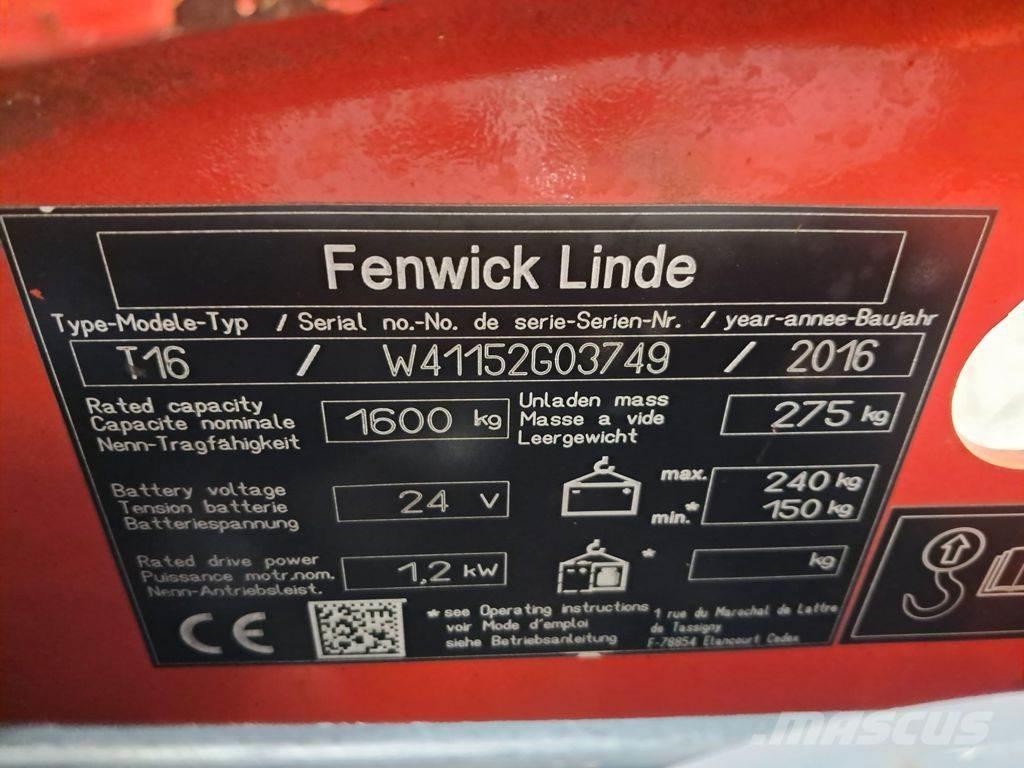 Fenwick Linde
Type-Modele-Typ / Serial no.-No. de serie-Serien-Nr. / year-annee-Baujahr
T16 / W41152G03749 / 2016
Rated capacity
Capacite nominale
Nenn-Tragfähigkeit
1600 kg
Unladen mass
Masse a vide
Leergewicht
275 kg
Battery voltage
Tension batterie
Batteriespannung
24 V
max. 240 kg
min.* 150 kg
Rated drive power
Puissance motr.nom.
Nenn-Antriebsleist.
1,2 kW
* kg
CE
* see Operating instructions
voir Mode d'emploi
siehe Betriebsanleitung
1 rue du Marechal de Lattre
de Tassigny
F-78854 Elancourt Cedex
mascus